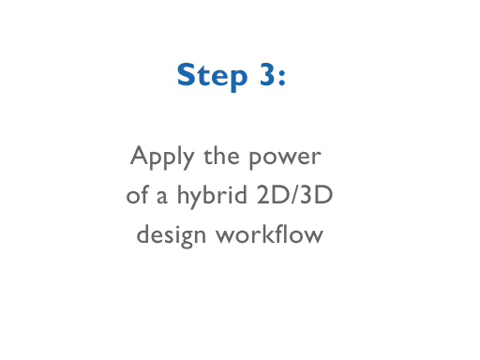 Step 3:
Apply the power
of a hybrid 2D/3D
design workflow